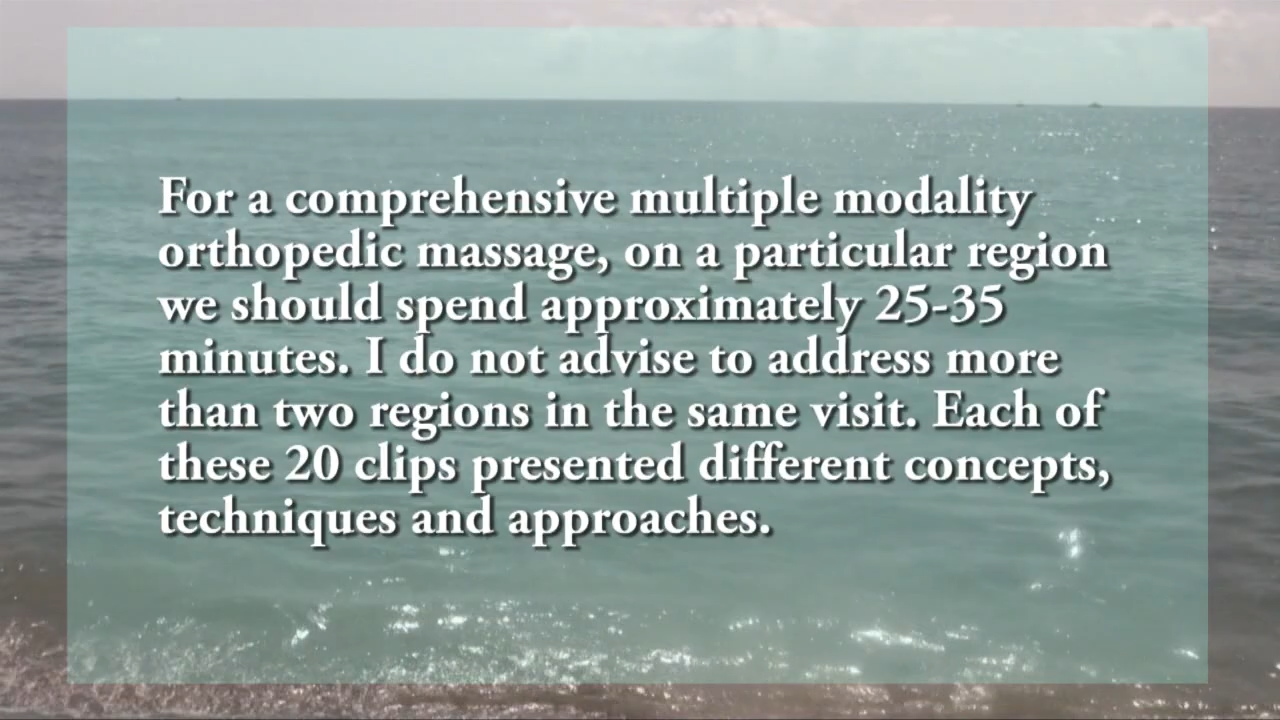 For a comprehensive multiple modality
orthopedic massage, on a particular region
we should spend approximately 25-35
minutes. I do not advise to address more
than two regions in the same visit. Each of
these 20 clips presented different concepts,
techniques and approaches.